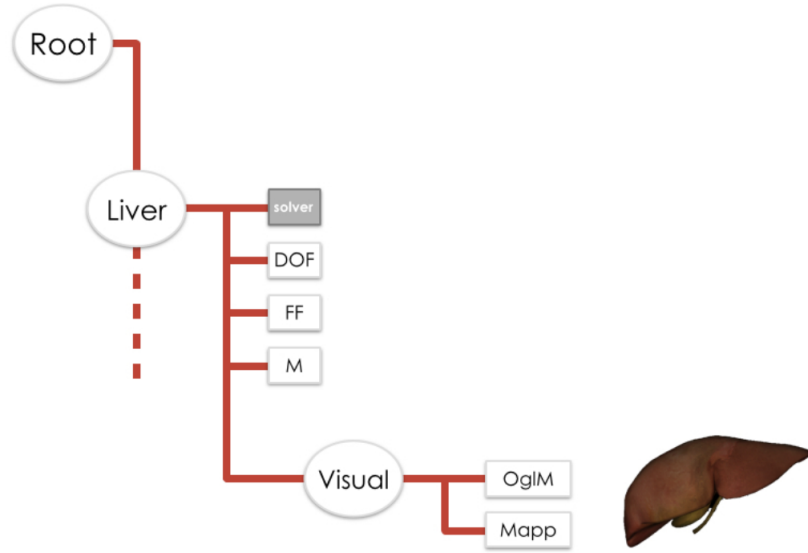 Root
Liver
solver
DOF
FF
M
Visual
OglM
Mapp